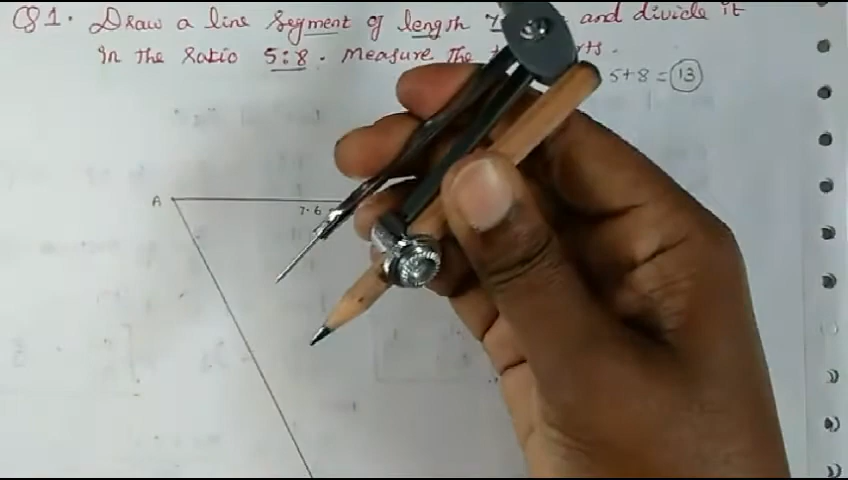 Q1. Draw a line segment of length 7 and divide it
in the ratio 5:8. Measure the
5+8 = 13
A
7.6